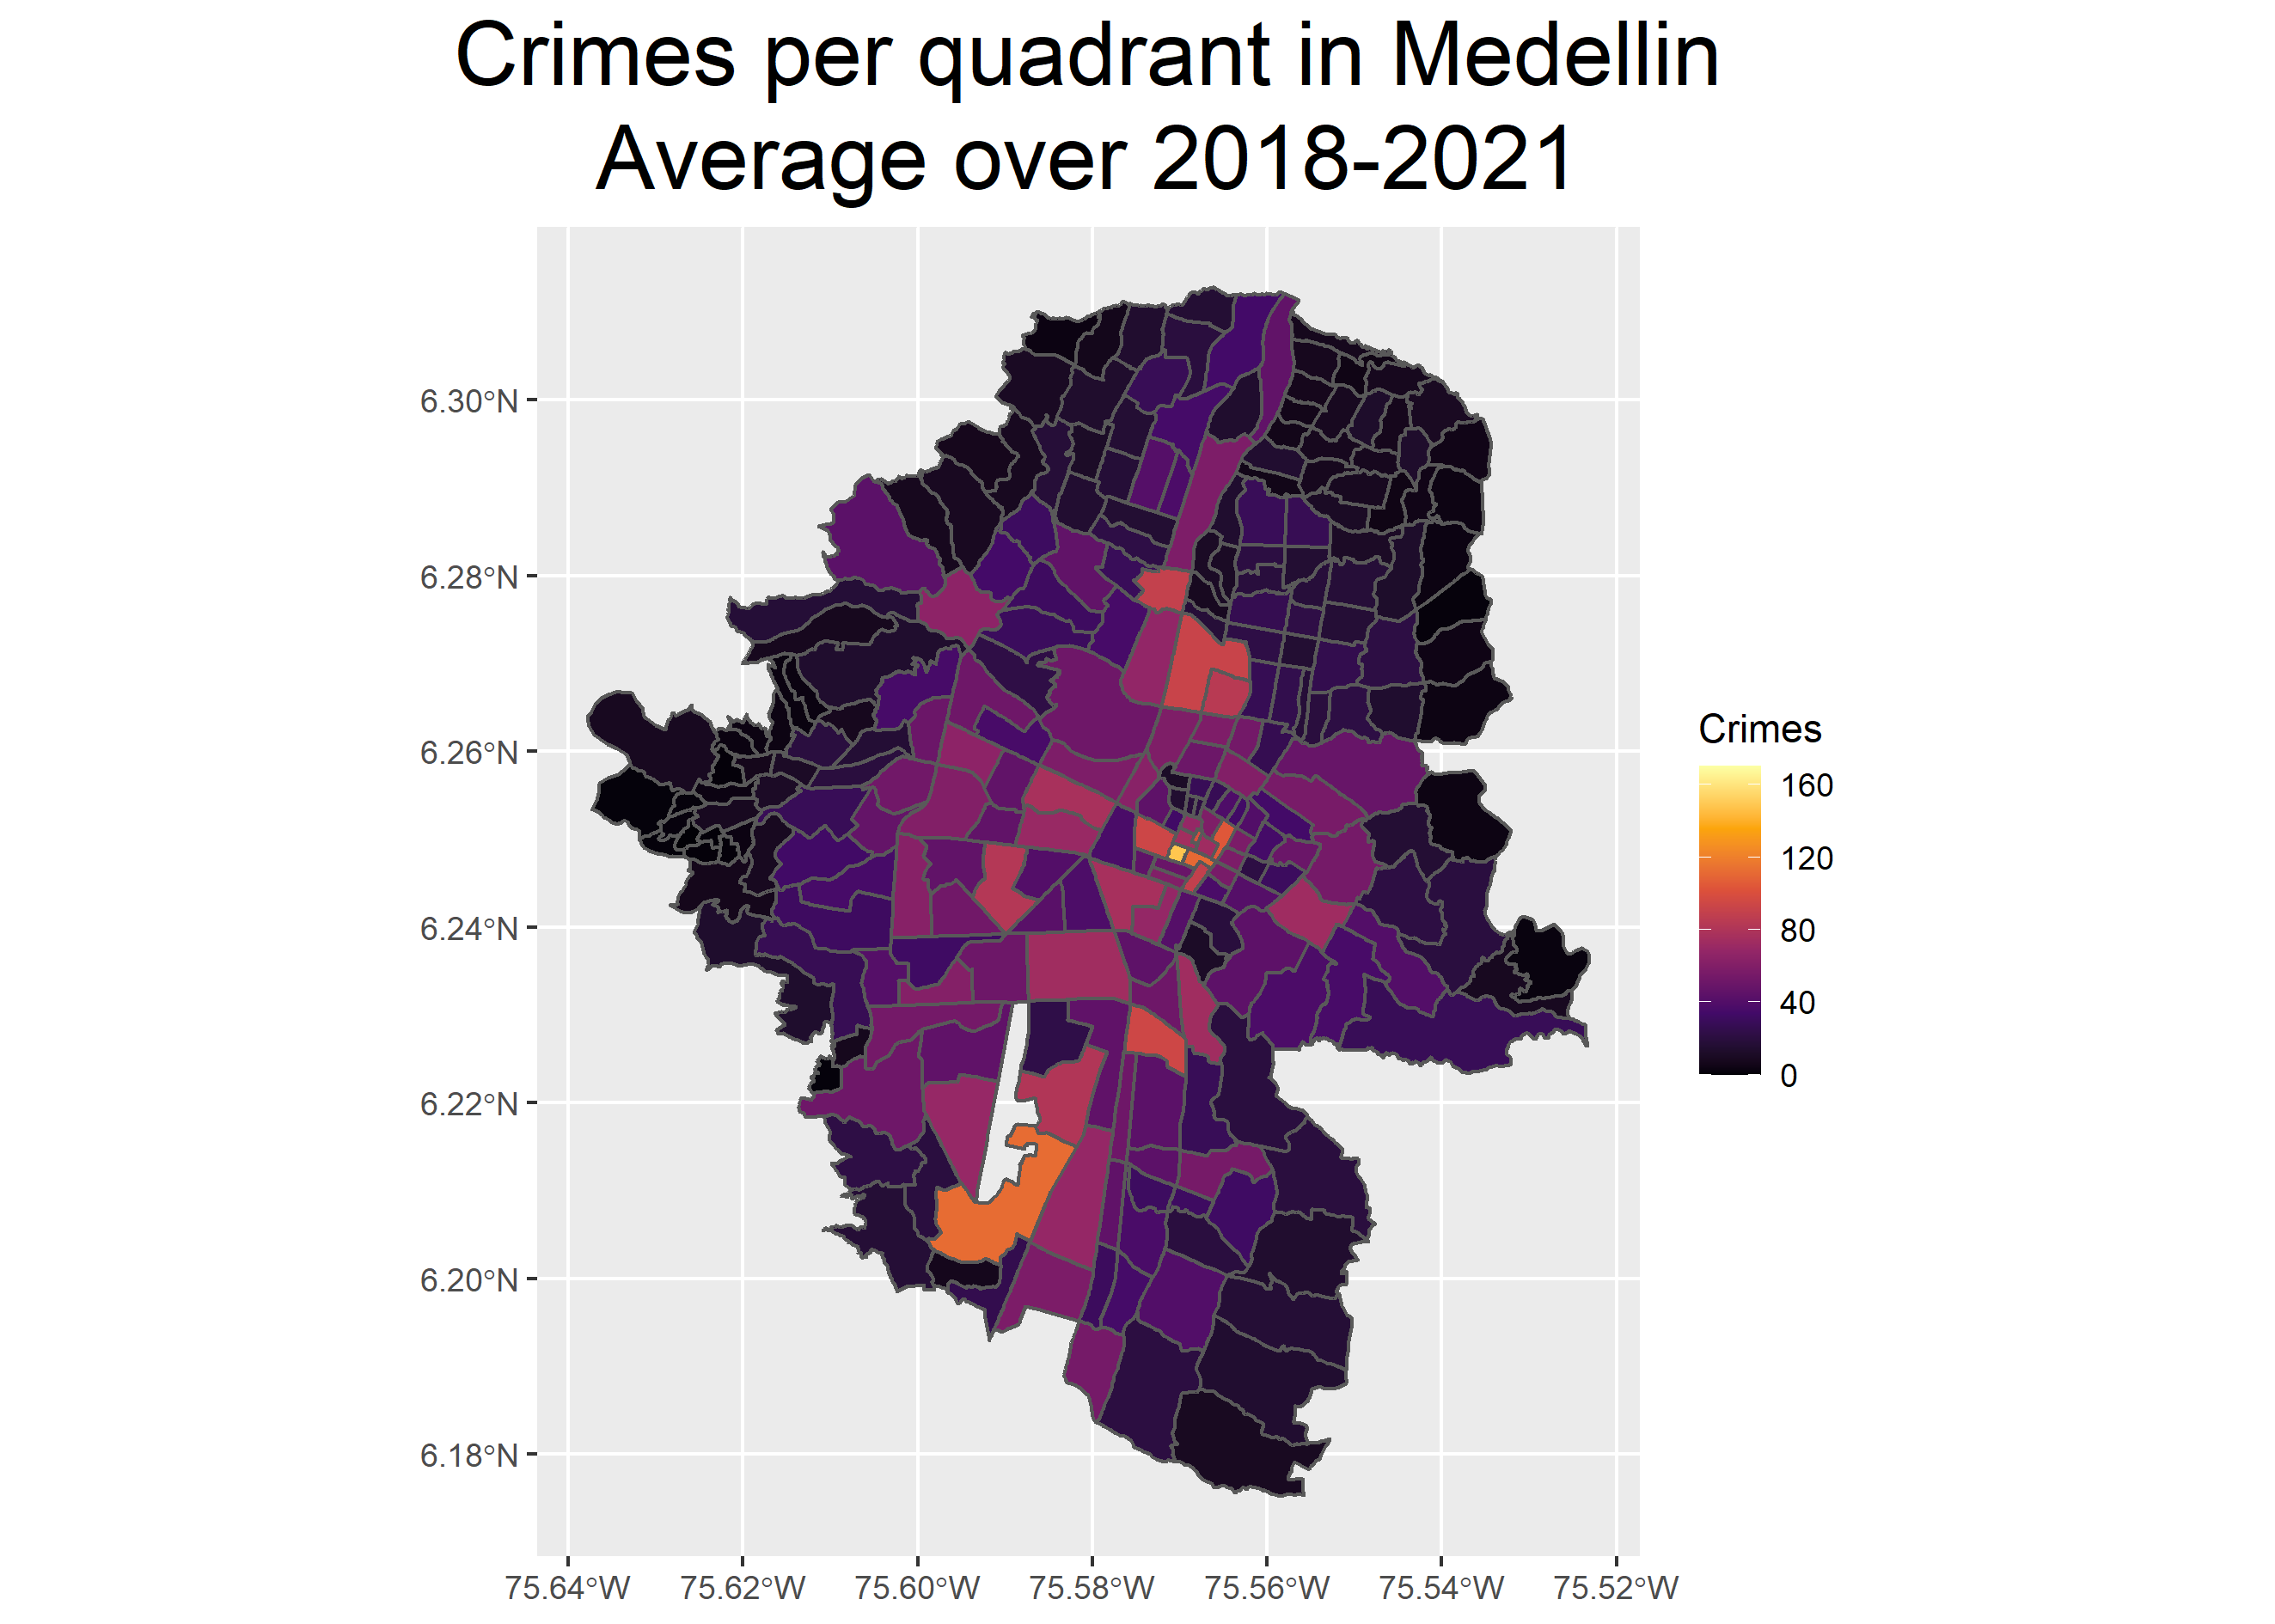 Crimes per quadrant in Medellin
Average over 2018-2021
6.30°N
6.28°N
6.26°N
6.24°N
6.22°N
6.20°N
6.18°N
75.64°W 75.62°W 75.60°W 75.58°W 75.56°W 75.54°W 75.52°W
Crimes
160
120
80
40
0